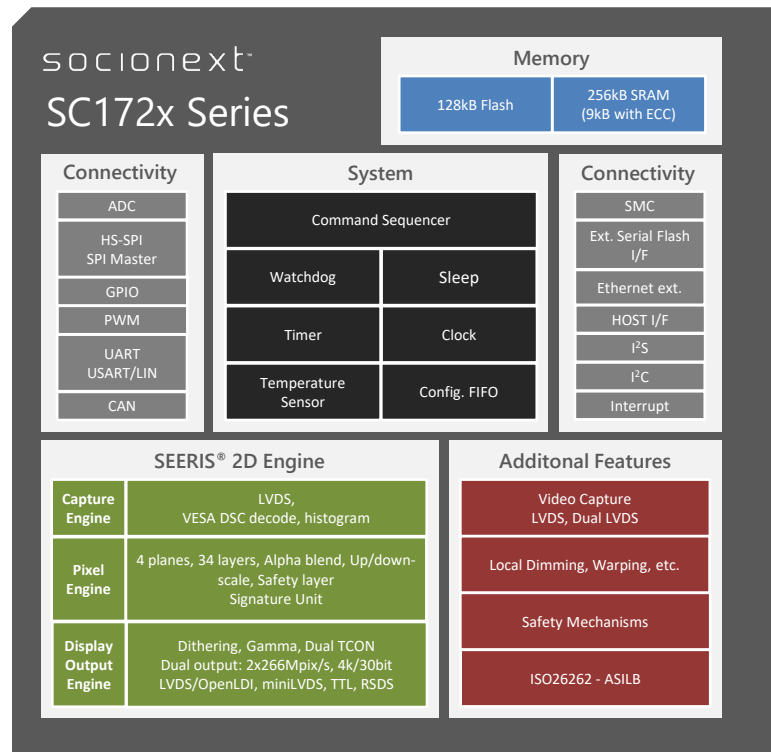 socionext™
SC172x Series
Memory
128kB Flash
256kB SRAM
(9kB with ECC)
Connectivity
ADC
HS-SPI
SPI Master
GPIO
PWM
UART
USART/LIN
CAN
System
Command Sequencer
Watchdog
Sleep
Timer
Clock
Temperature
Sensor
Config. FIFO
Connectivity
SMC
Ext. Serial Flash
I/F
Ethernet ext.
HOST I/F
I²S
I²C
Interrupt
SEERIS® 2D Engine
Capture
Engine
LVDS,
VESA DSC decode, histogram
Pixel
Engine
4 planes, 34 layers, Alpha blend, Up/down-
scale, Safety layer
Signature Unit
Display
Output
Engine
Dithering, Gamma, Dual TCON
Dual output: 2x266Mpix/s, 4k/30bit
LVDS/OpenLDI, miniLVDS, TTL, RSDS
Additonal Features
Video Capture
LVDS, Dual LVDS
Local Dimming, Warping, etc.
Safety Mechanisms
ISO26262 - ASILB